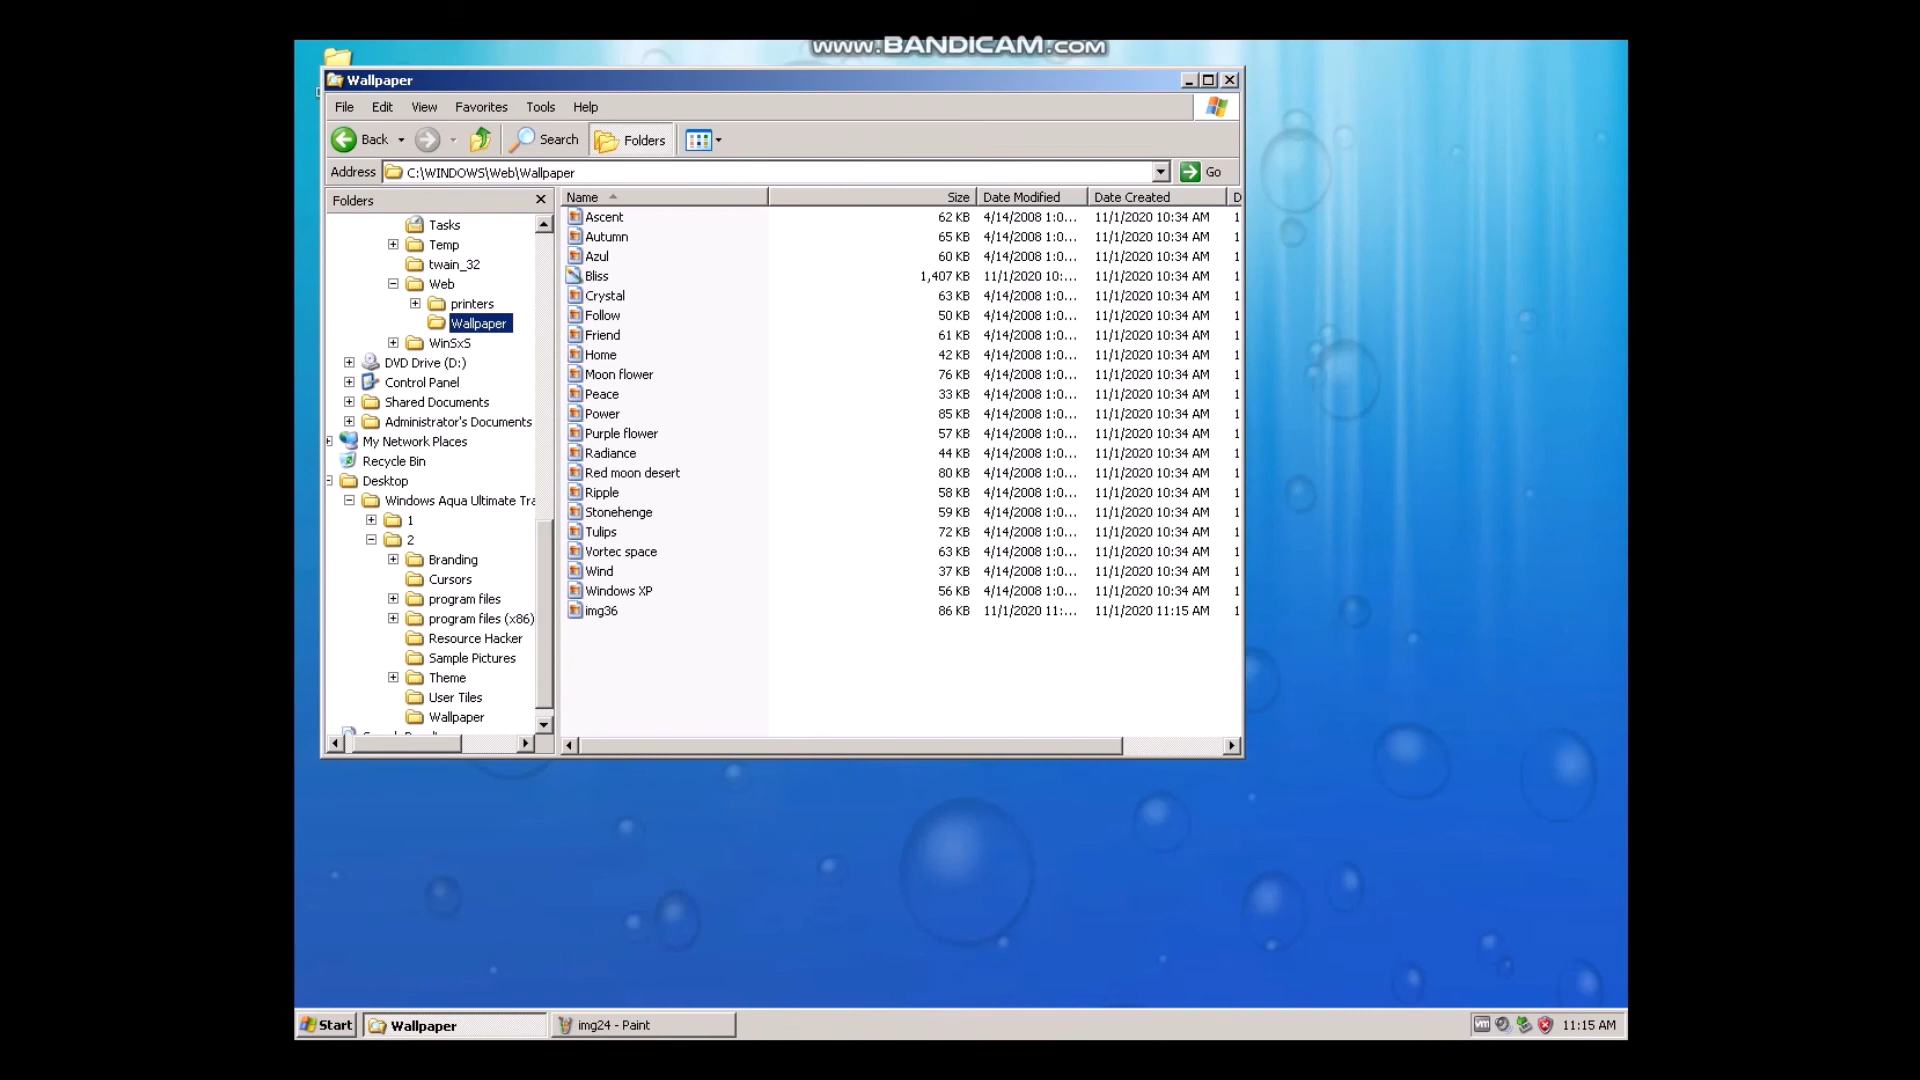 www.BANDICAM.com
Wallpaper
File Edit View Favorites Tools Help
Back Search Folders
Address C:\WINDOWS\Web\Wallpaper Go
Folders
Tasks
Temp
twain_32
Web
printers
Wallpaper
WinSxS
DVD Drive (D:)
Control Panel
Shared Documents
Administrator's Documents
My Network Places
Recycle Bin
Desktop
Windows Aqua Ultimate Tra
1
2
Branding
Cursors
program files
program files (x86)
Resource Hacker
Sample Pictures
Theme
User Tiles
Wallpaper
Name Size Date Modified Date Created D
Ascent 62 KB 4/14/2008 1:0... 11/1/2020 10:34 AM 1
Autumn 65 KB 4/14/2008 1:0... 11/1/2020 10:34 AM 1
Azul 60 KB 4/14/2008 1:0... 11/1/2020 10:34 AM 1
Bliss 1,407 KB 11/1/2020 10:... 11/1/2020 10:34 AM 1
Crystal 63 KB 4/14/2008 1:0... 11/1/2020 10:34 AM 1
Follow 50 KB 4/14/2008 1:0... 11/1/2020 10:34 AM 1
Friend 61 KB 4/14/2008 1:0... 11/1/2020 10:34 AM 1
Home 42 KB 4/14/2008 1:0... 11/1/2020 10:34 AM 1
Moon flower 76 KB 4/14/2008 1:0... 11/1/2020 10:34 AM 1
Peace 33 KB 4/14/2008 1:0... 11/1/2020 10:34 AM 1
Power 85 KB 4/14/2008 1:0... 11/1/2020 10:34 AM 1
Purple flower 57 KB 4/14/2008 1:0... 11/1/2020 10:34 AM 1
Radiance 44 KB 4/14/2008 1:0... 11/1/2020 10:34 AM 1
Red moon desert 80 KB 4/14/2008 1:0... 11/1/2020 10:34 AM 1
Ripple 58 KB 4/14/2008 1:0... 11/1/2020 10:34 AM 1
Stonehenge 59 KB 4/14/2008 1:0... 11/1/2020 10:34 AM 1
Tulips 72 KB 4/14/2008 1:0... 11/1/2020 10:34 AM 1
Vortec space 63 KB 4/14/2008 1:0... 11/1/2020 10:34 AM 1
Wind 37 KB 4/14/2008 1:0... 11/1/2020 10:34 AM 1
Windows XP 56 KB 4/14/2008 1:0... 11/1/2020 10:34 AM 1
img36 86 KB 11/1/2020 11:... 11/1/2020 11:15 AM 1
Start Wallpaper img24 - Paint 11:15 AM